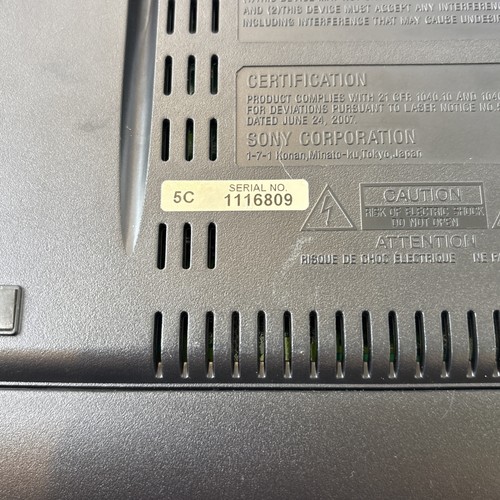 AND (2) THIS DEVICE MUST ACCEPT ANY INTERFEREN
INCLUDING INTERFERENCE THAT MAY CAUSE UNDESIR
CERTIFICATION
PRODUCT COMPLIES WITH 21 CFR 1040.10 AND 104
FOR DEVIATIONS PURSUANT TO LASER NOTICE NO.
DATED JUNE 24, 2007.
SONY CORPORATION
1-7-1 Konan, Minato-ku, Tokyo, Japan
5C
SERIAL NO.
1116809
CAUTION
RISK OF ELECTRIC SHOCK
DO NOT OPEN
ATTENTION
RISQUE DE CHOC ÉLECTRIQUE NE PA